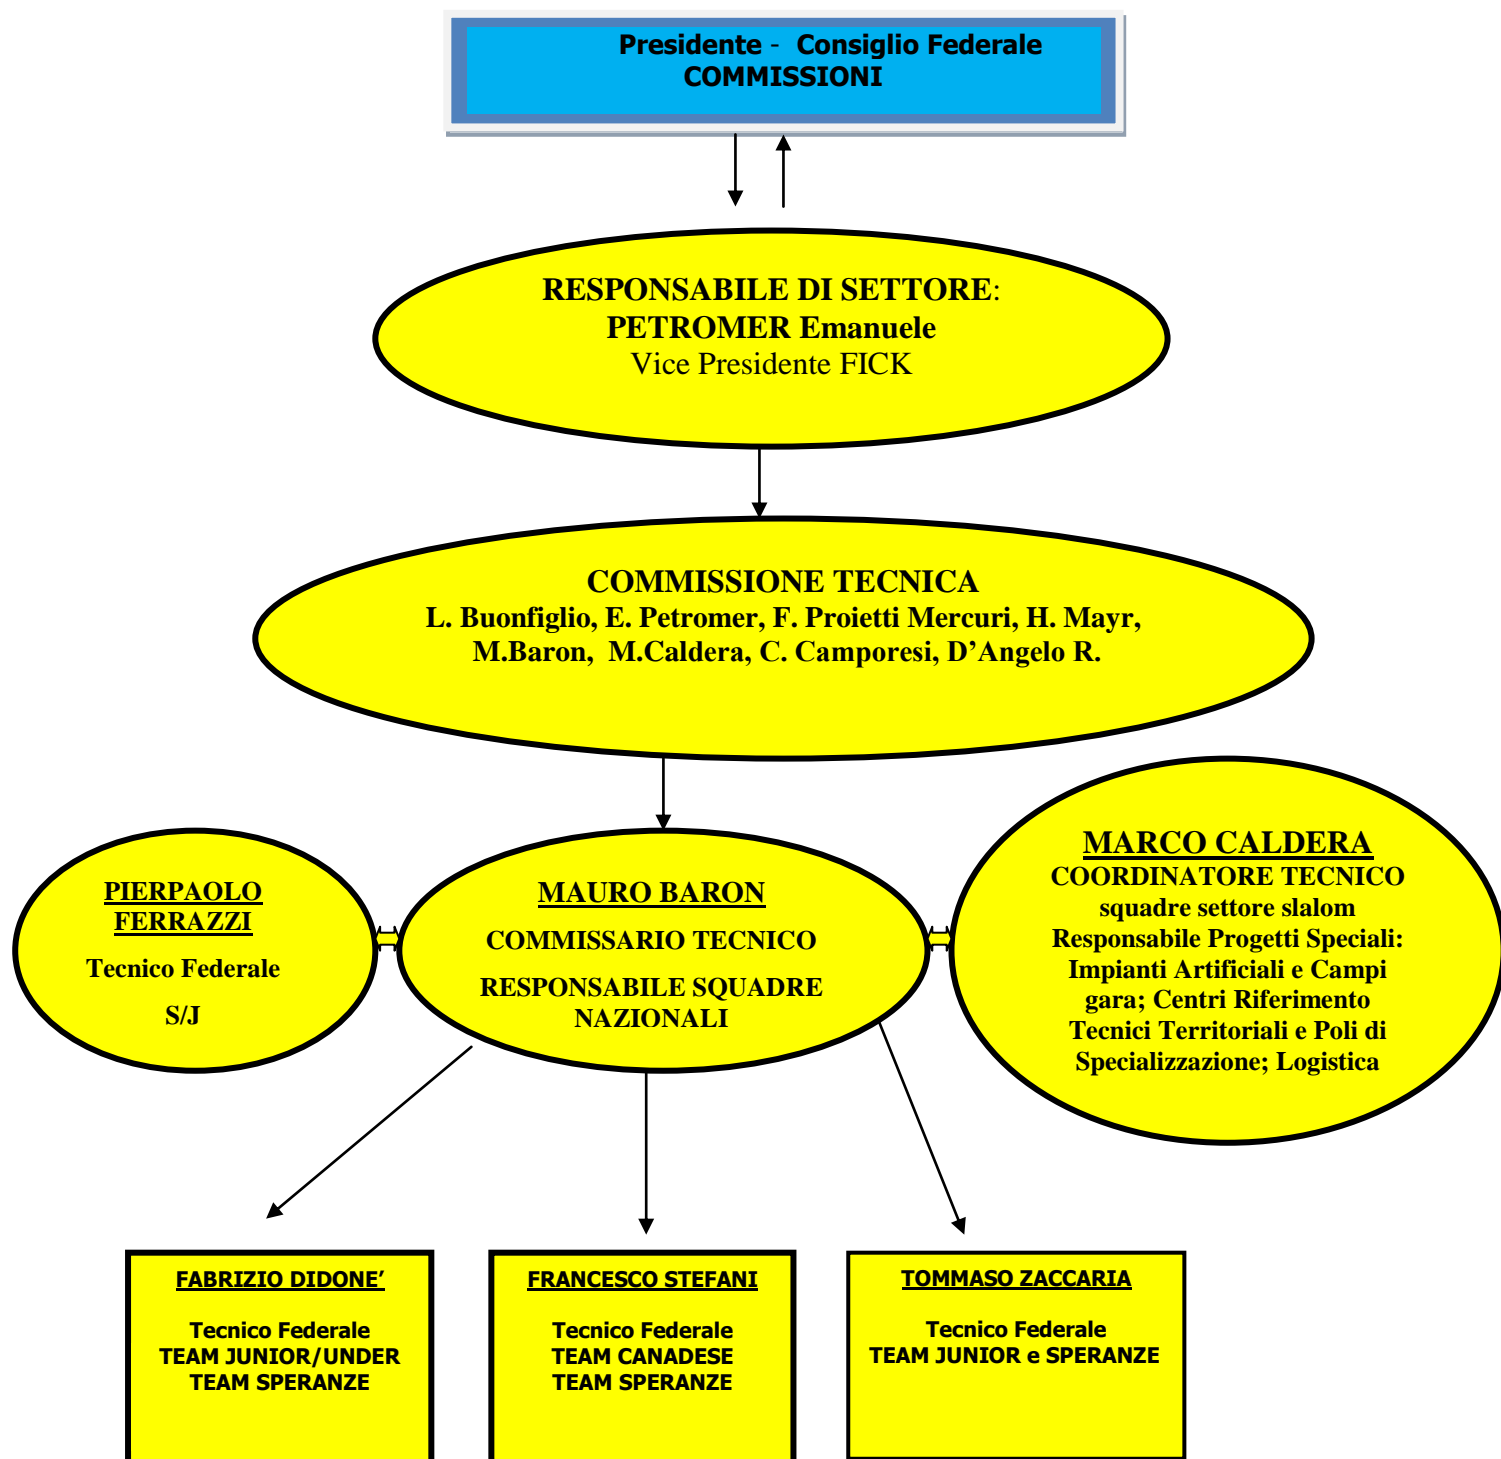 Presidente - Consiglio Federale
COMMISSIONI
RESPONSABILE DI SETTORE:
PETROMER Emanuele
Vice Presidente FICK
COMMISSIONE TECNICA
L. Buonfiglio, E. Petromer, F. Proietti Mercuri, H. Mayr,
M.Baron, M.Caldera, C. Camporesi, D’Angelo R.
PIERPAOLO
FERRAZZI
Tecnico Federale
S/J
MAURO BARON
COMMISSARIO TECNICO
RESPONSABILE SQUADRE
NAZIONALI
MARCO CALDERA
COORDINATORE TECNICO
squadre settore slalom
Responsabile Progetti Speciali:
Impianti Artificiali e Campi
gara; Centri Riferimento
Tecnici Territoriali e Poli di
Specializzazione; Logistica
FABRIZIO DIDONE’
Tecnico Federale
TEAM JUNIOR/UNDER
TEAM SPERANZE
FRANCESCO STEFANI
Tecnico Federale
TEAM CANADESE
TEAM SPERANZE
TOMMASO ZACCARIA
Tecnico Federale
TEAM JUNIOR e SPERANZE